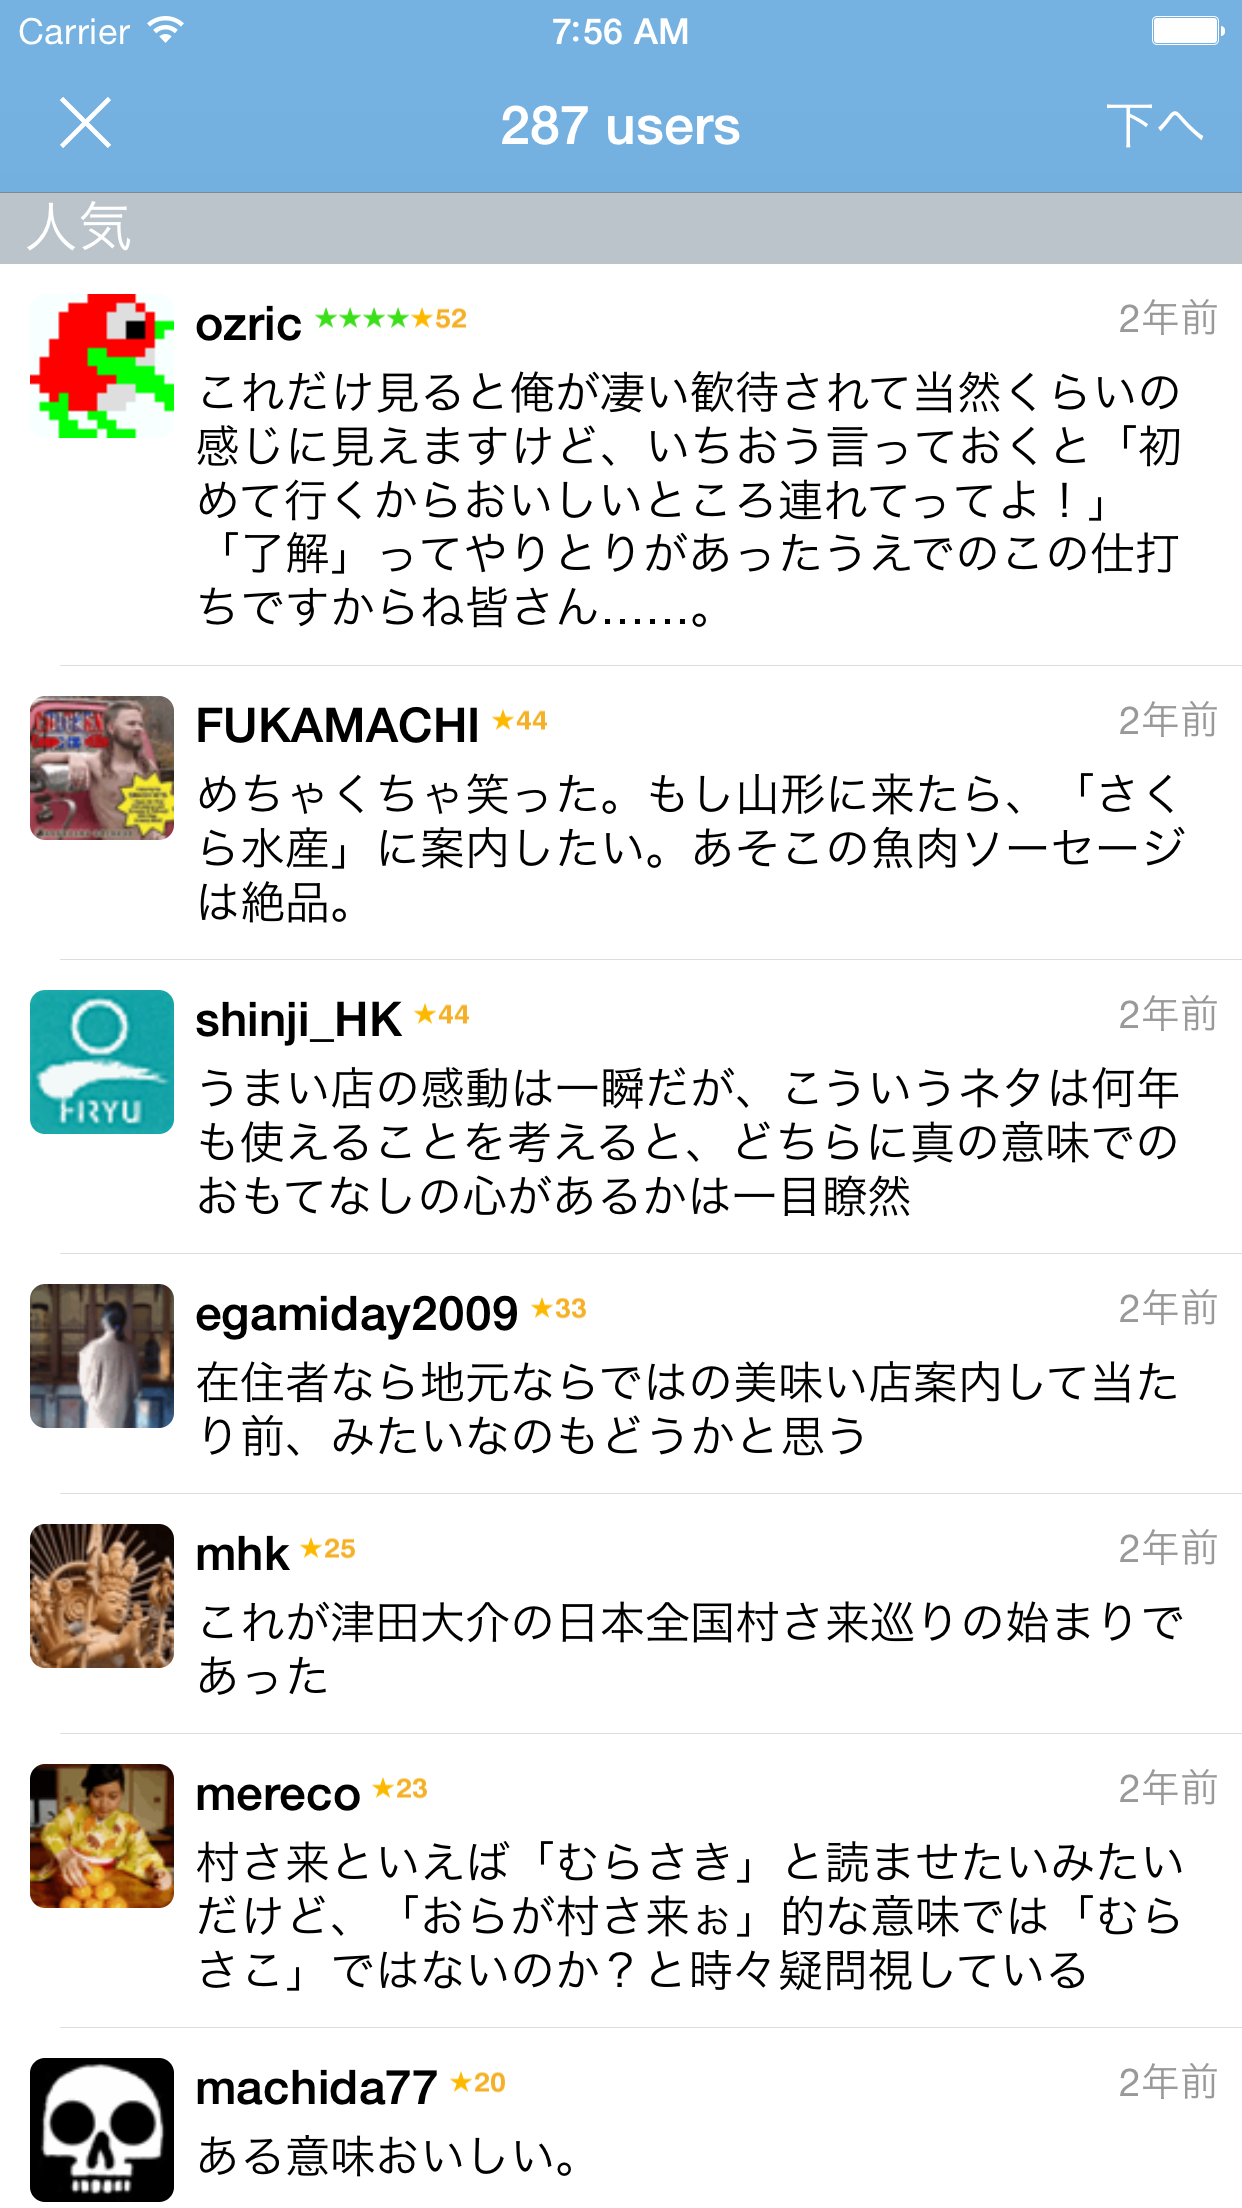 Carrier 7:56 AM
287 users 下へ
人気
ozric ★★★★★52 2年前
これだけ見ると俺が凄い歓待されて当然くらいの
感じに見えますけど、いちおう言っておくと「初
めて行くからおいしいところ連れてってよ！」
「了解」ってやりとりがあったうえでのこの仕打
ちですからね皆さん……。
FUKAMACHI ★44 2年前
めちゃくちゃ笑った。もし山形に来たら、「さく
ら水産」に案内したい。あそこの魚肉ソーセージ
は絶品。
shinji_HK ★44 2年前
FIRYU
うまい店の感動は一瞬だが、こういうネタは何年
も使えることを考えると、どちらに真の意味での
おもてなしの心があるかは一目瞭然
egamiday2009 ★33 2年前
在住者なら地元ならではの美味い店案内して当た
り前、みたいなのもどうかと思う
mhk ★25 2年前
これが津田大介の日本全国村さ来巡りの始まりで
あった
mereco ★23 2年前
村さ来といえば「むらさき」と読ませたいみたい
だけど、「おらが村さ来ぉ」的な意味では「むら
さこ」ではないのか？と時々疑問視している
machida77 ★20 2年前
ある意味おいしい。